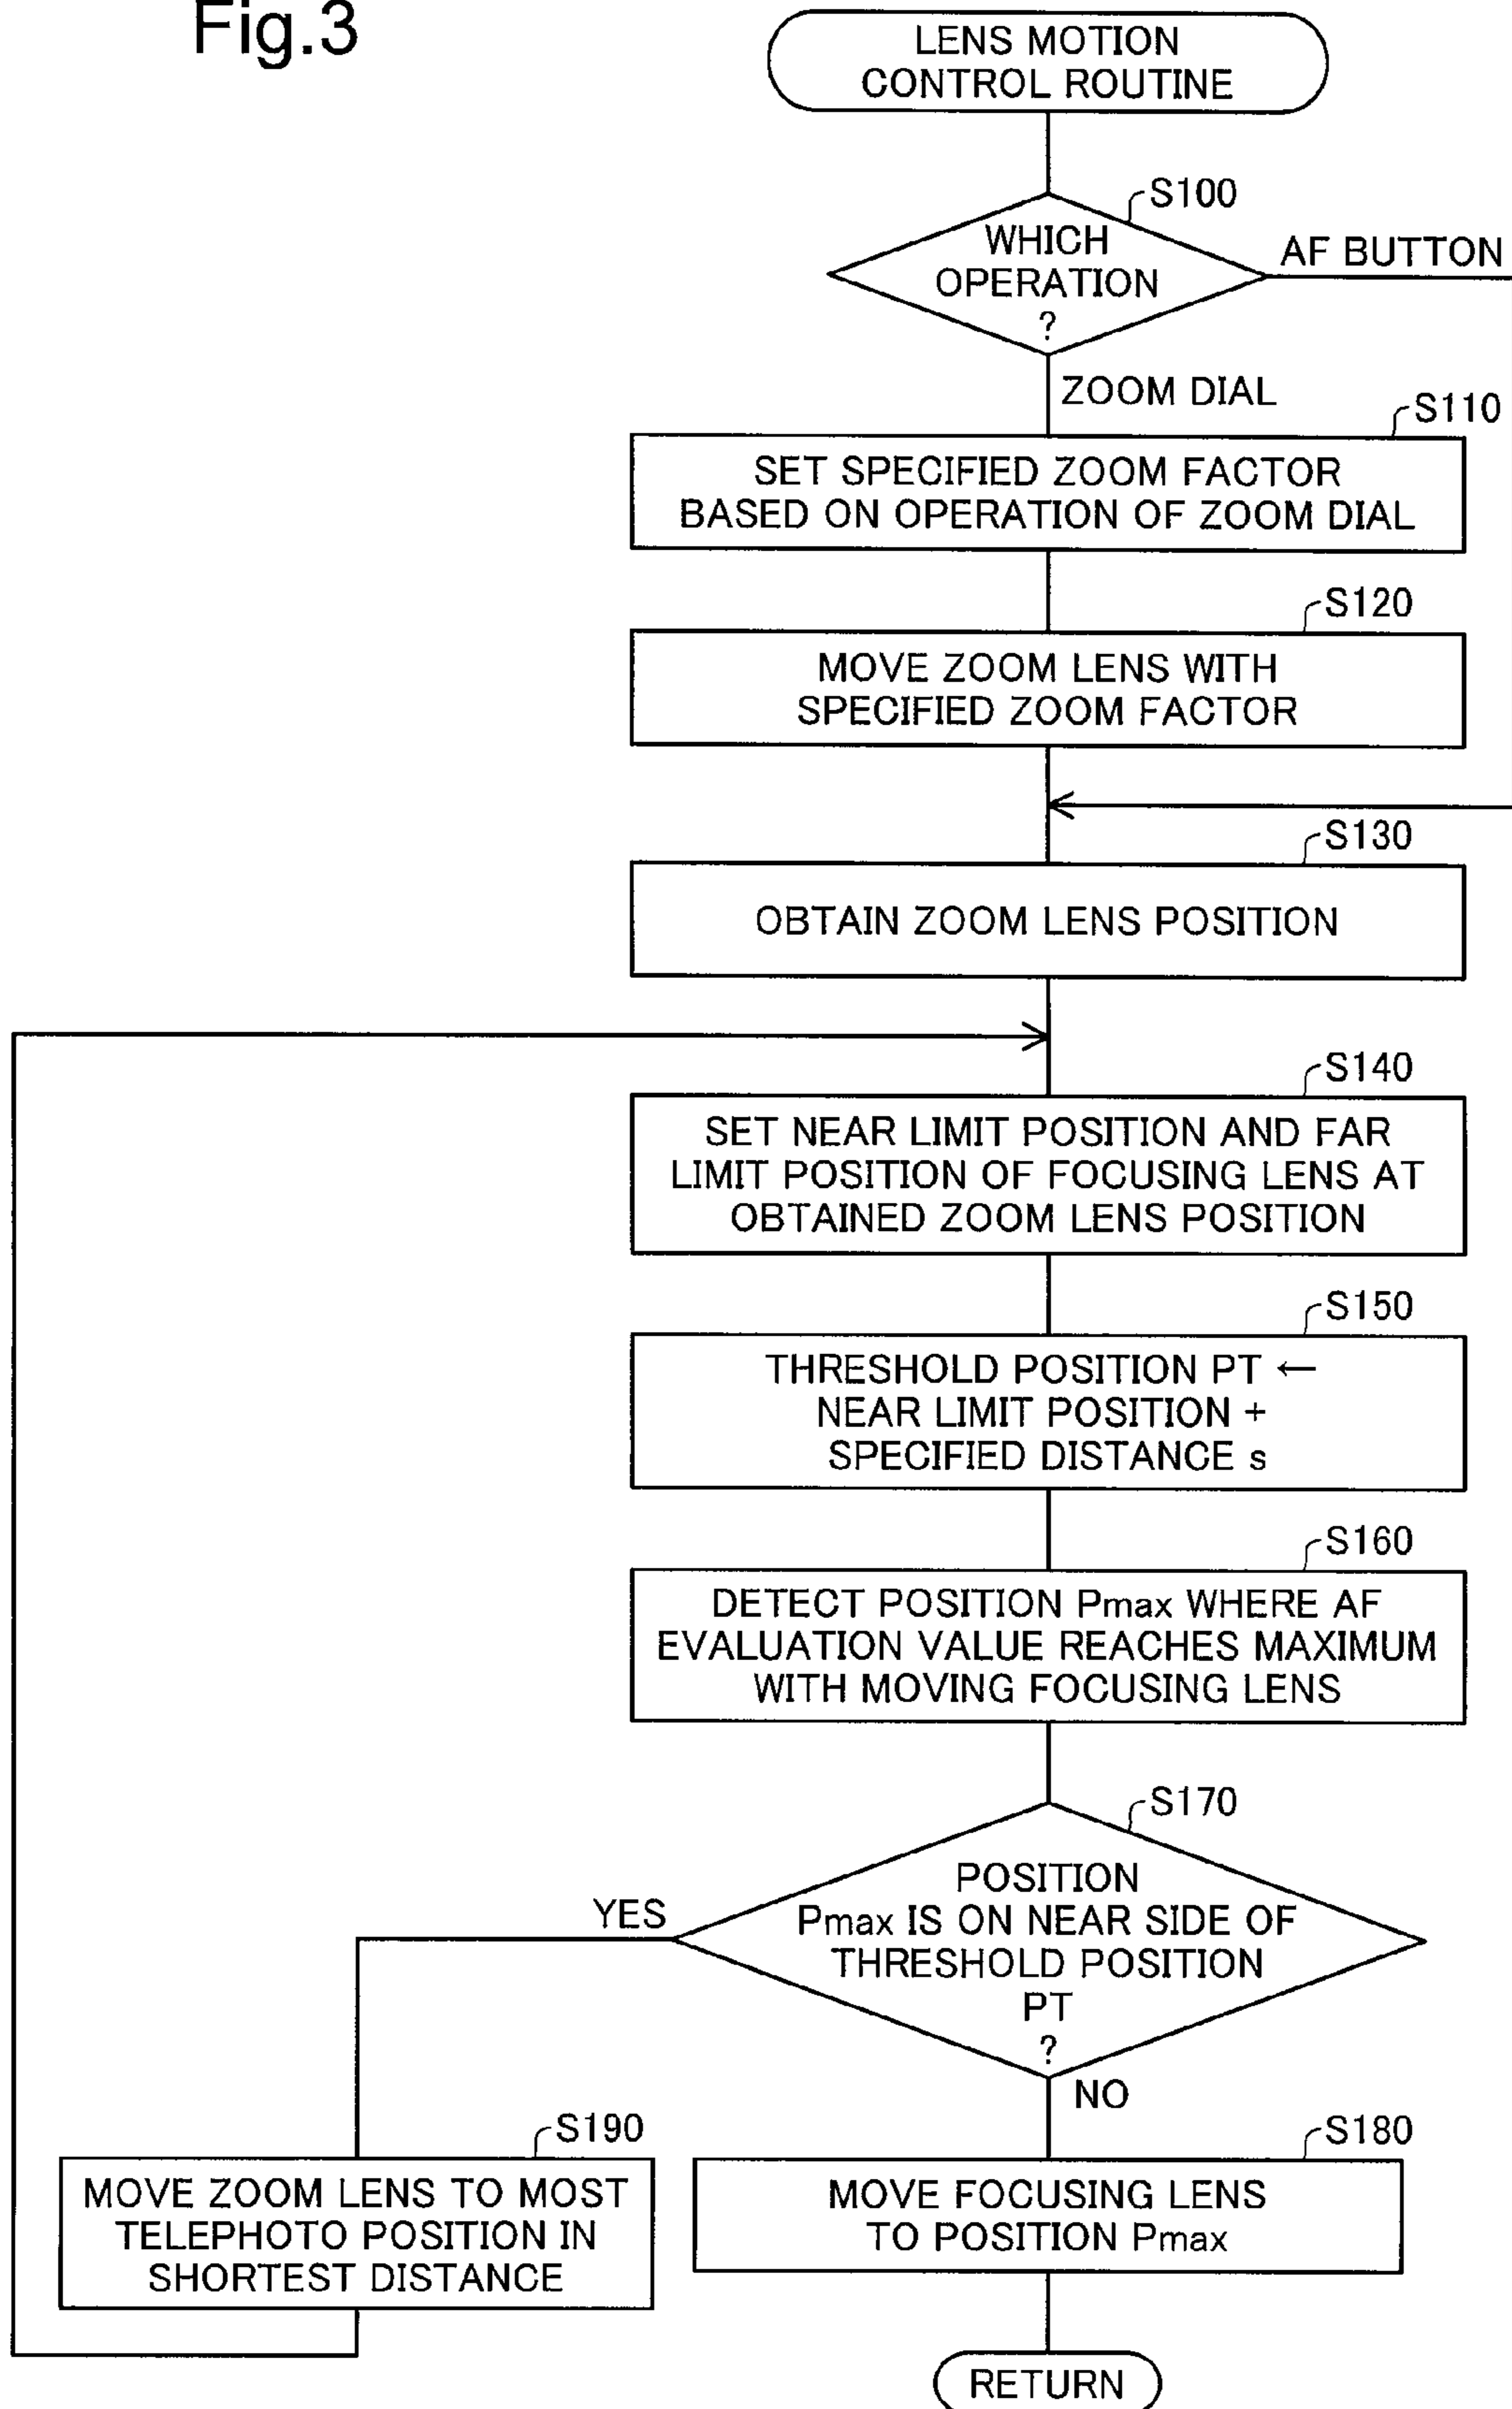 Fig.3
LENS MOTION
CONTROL ROUTINE
S100
WHICH
OPERATION
?
AF BUTTON
ZOOM DIAL
S110
SET SPECIFIED ZOOM FACTOR
BASED ON OPERATION OF ZOOM DIAL
S120
MOVE ZOOM LENS WITH
SPECIFIED ZOOM FACTOR
S130
OBTAIN ZOOM LENS POSITION
S140
SET NEAR LIMIT POSITION AND FAR
LIMIT POSITION OF FOCUSING LENS AT
OBTAINED ZOOM LENS POSITION
S150
THRESHOLD POSITION PT ←
NEAR LIMIT POSITION +
SPECIFIED DISTANCE s
S160
DETECT POSITION Pmax WHERE AF
EVALUATION VALUE REACHES MAXIMUM
WITH MOVING FOCUSING LENS
S170
POSITION
Pmax IS ON NEAR SIDE OF
THRESHOLD POSITION
PT
?
YES
NO
S190
MOVE ZOOM LENS TO MOST
TELEPHOTO POSITION IN
SHORTEST DISTANCE
S180
MOVE FOCUSING LENS
TO POSITION Pmax
RETURN